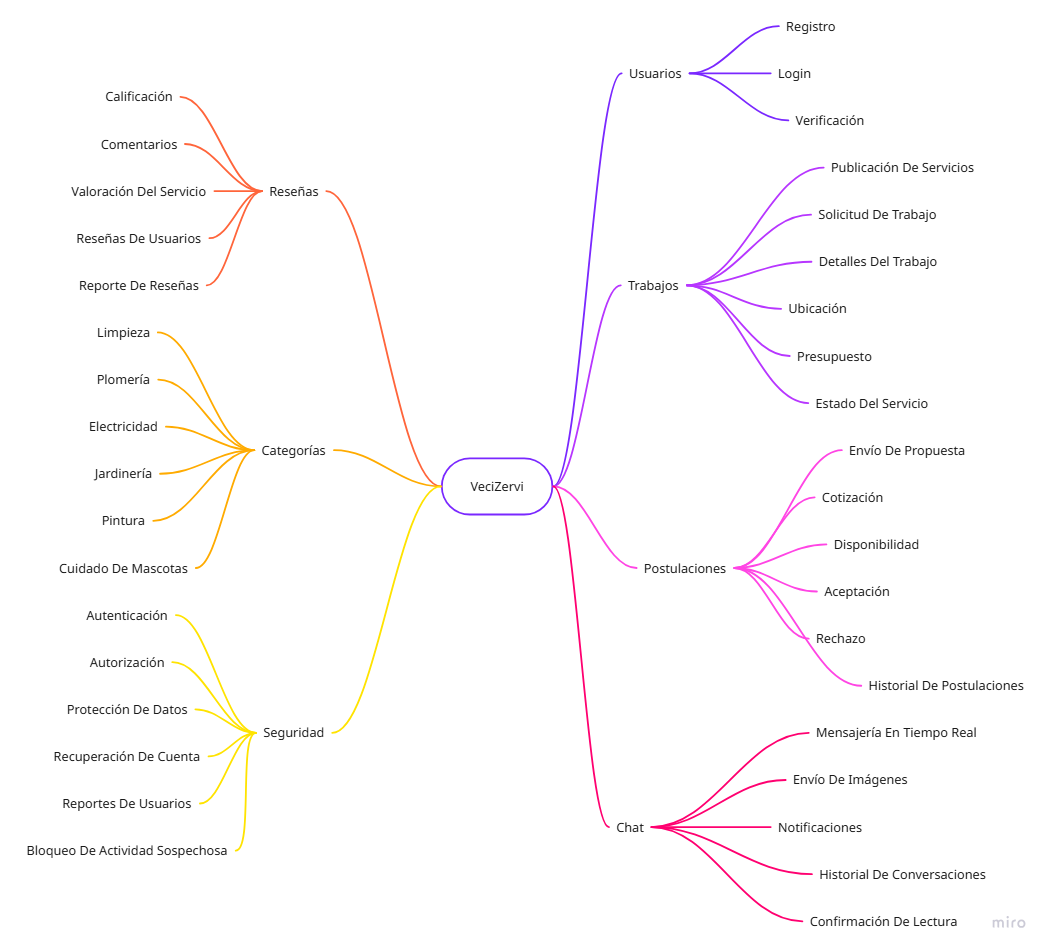 VeciZervi
Usuarios
Registro
Login
Verificación
Trabajos
Publicación De Servicios
Solicitud De Trabajo
Detalles Del Trabajo
Ubicación
Presupuesto
Estado Del Servicio
Postulaciones
Envío De Propuesta
Cotización
Disponibilidad
Aceptación
Rechazo
Historial De Postulaciones
Chat
Mensajería En Tiempo Real
Envío De Imágenes
Notificaciones
Historial De Conversaciones
Confirmación De Lectura
Reseñas
Calificación
Comentarios
Valoración Del Servicio
Reseñas De Usuarios
Reporte De Reseñas
Categorías
Limpieza
Plomería
Electricidad
Jardinería
Pintura
Cuidado De Mascotas
Seguridad
Autenticación
Autorización
Protección De Datos
Recuperación De Cuenta
Reportes De Usuarios
Bloqueo De Actividad Sospechosa
miro